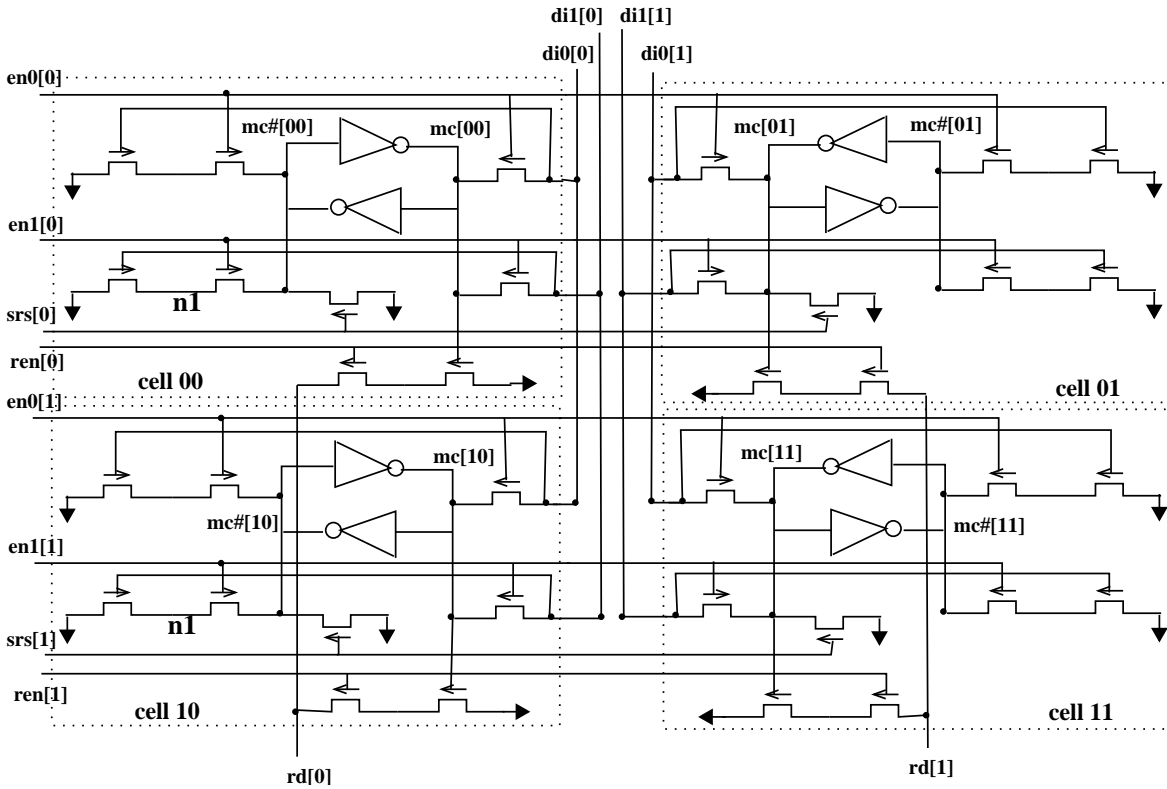 di1[0] di1[1]
di0[0] di0[1]
en0[0]
mc#[00] mc[00] mc[01] mc#[01]
en1[0]
n1
srs[0]
ren[0]
cell 00 cell 01
en0[1]
mc[10] mc[11]
mc#[10] mc#[11]
en1[1]
n1
srs[1]
ren[1]
cell 10 cell 11
rd[0] rd[1]